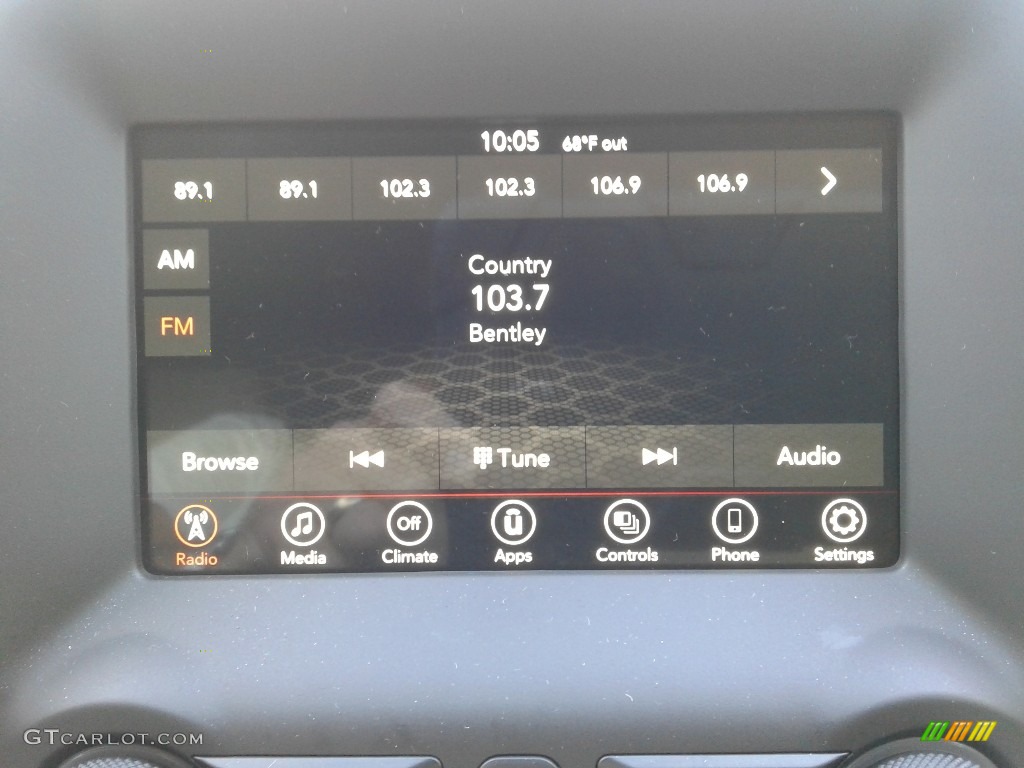 10:05 68°F out
89.1 89.1 102.3 102.3 106.9 106.9
AM
Country
103.7
FM
Bentley
Browse Tune Audio
Off
Radio Media Climate Apps Controls Phone Settings
GTCARLOT.COM